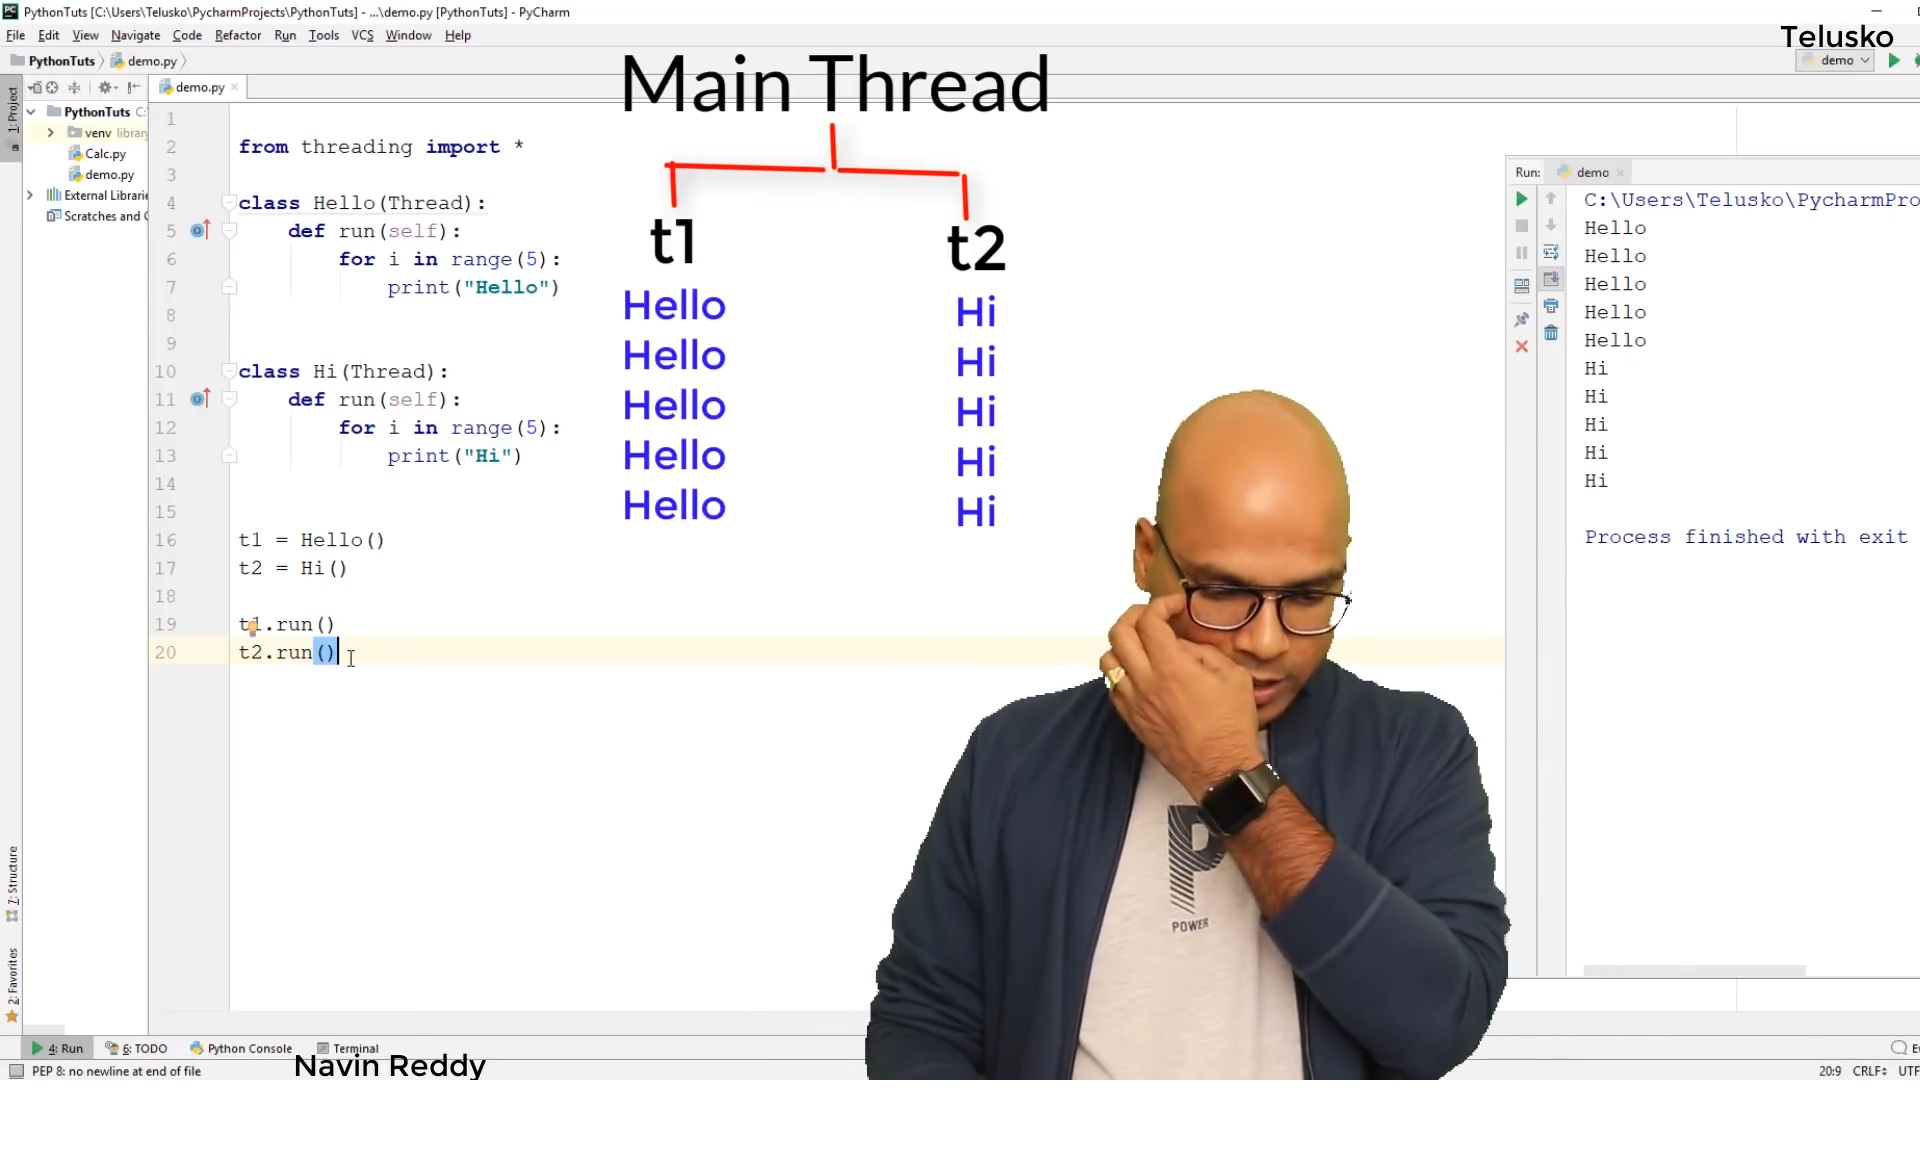 PythonTuts [C:\Users\Telusko\PycharmProjects\PythonTuts] - ...\demo.py [PythonTuts] - PyCharm
File Edit View Navigate Code Refactor Run Tools VCS Window Help
Telusko
PythonTuts demo.py
demo
Main Thread
1: Project
demo.py
PythonTuts C:
venv library
Calc.py
demo.py
External Librarie
Scratches and C
1
2 from threading import *
3
4 class Hello(Thread):
5 def run(self):
6 for i in range(5):
7 print("Hello")
8
9
10 class Hi(Thread):
11 def run(self):
12 for i in range(5):
13 print("Hi")
14
15
16 t1 = Hello()
17 t2 = Hi()
18
19 t1.run()
20 t2.run()
t1 t2
Hello Hi
Hello Hi
Hello Hi
Hello Hi
Hello Hi
Run: demo
C:\Users\Telusko\PycharmPro
Hello
Hello
Hello
Hello
Hello
Hi
Hi
Hi
Hi
Hi
Process finished with exit
P
POWER
7: Structure
2: Favorites
4: Run 6: TODO Python Console Terminal
Navin Reddy
PEP 8: no newline at end of file
20:9 CRLF UTF